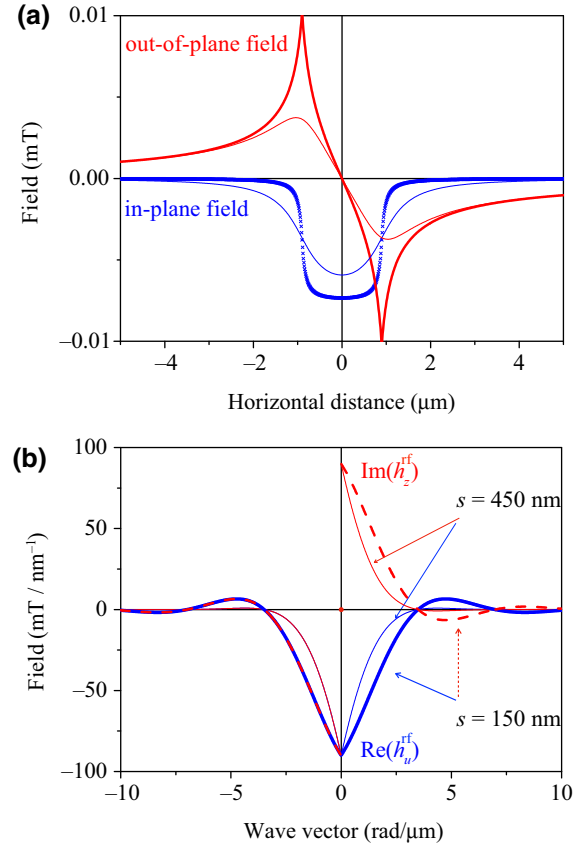 (a)
0.01
out-of-plane field
Field (mT)
0.00
in-plane field
−0.01
−4 −2 0 2 4
Horizontal distance (μm)
(b)
100
Im(h_z^rf)
50
s = 450 nm
Field (mT / nm⁻¹)
0
−50
s = 150 nm
Re(h_u^rf)
−100
−10 −5 0 5 10
Wave vector (rad/μm)